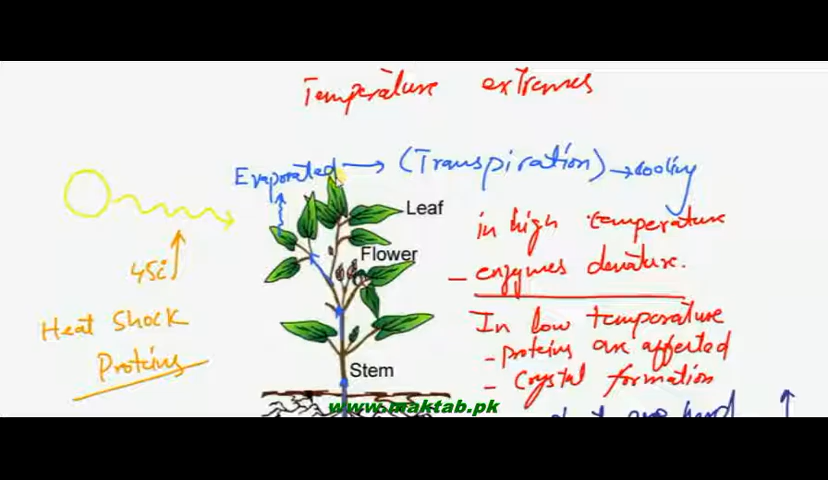 Temperature extremes
Evaporated → (Transpiration) → cooling
Leaf
in high temperature
Flower
- enzymes denature.
45c
Heat Shock
Proteins
In low temperature
- proteins are affected
- Crystal formation
Stem
www.maktab.pk